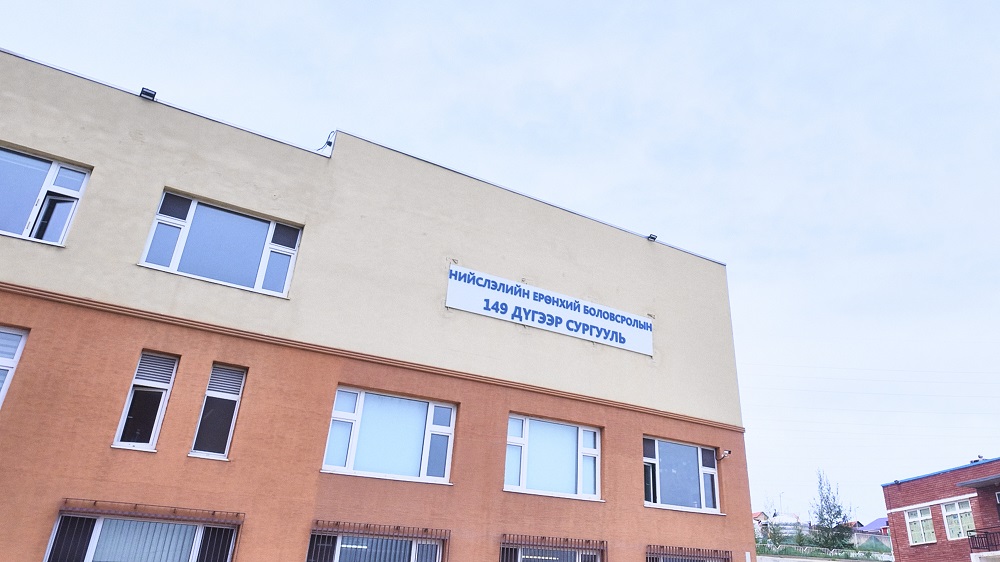 НИЙСЛЭЛИЙН ЕРӨНХИЙ БОЛОВСРОЛЫН
149 ДҮГЭЭР СУРГУУЛЬ